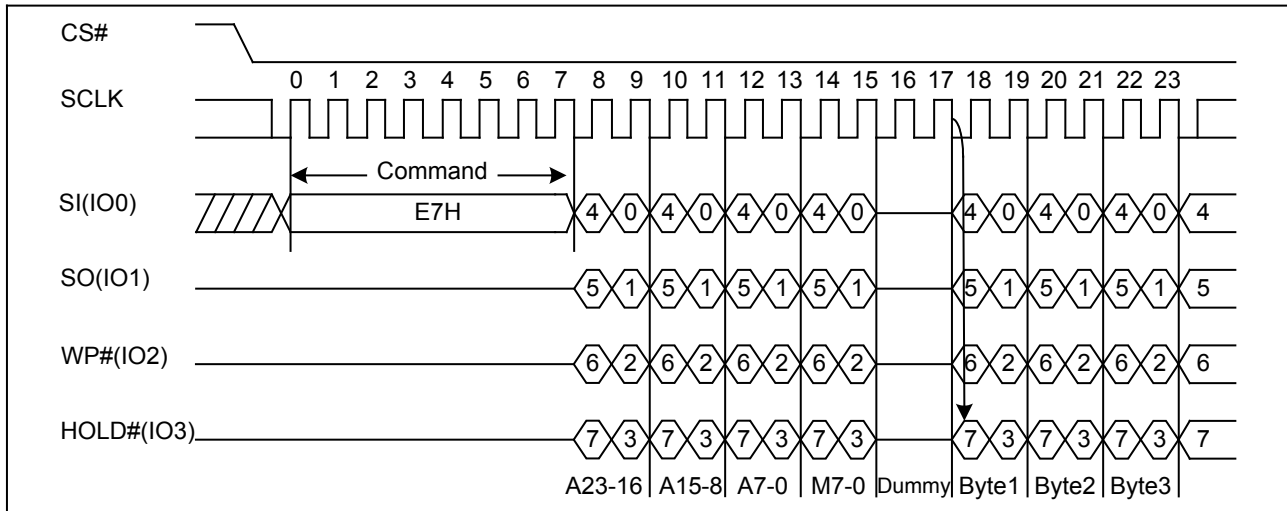 CS#
0 1 2 3 4 5 6 7 8 9 10 11 12 13 14 15 16 17 18 19 20 21 22 23
SCLK
Command
SI(IO0) E7H 4 0 4 0 4 0 4 0 4 0 4 0 4 0 4
SO(IO1) 5 1 5 1 5 1 5 1 5 1 5 1 5 1 5
WP#(IO2) 6 2 6 2 6 2 6 2 6 2 6 2 6 2 6
HOLD#(IO3) 7 3 7 3 7 3 7 3 7 3 7 3 7 3 7
A23-16 A15-8 A7-0 M7-0 Dummy Byte1 Byte2 Byte3